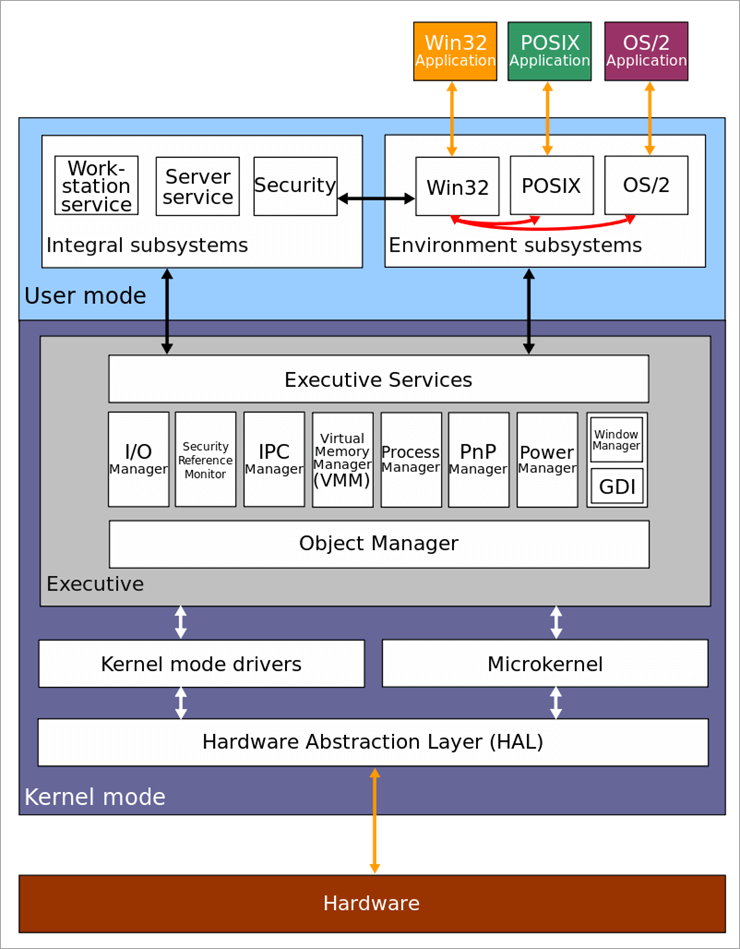 Win32
Application
POSIX
Application
OS/2
Application
Work-
station
service
Server
service
Security
Integral subsystems
Win32
POSIX
OS/2
Environment subsystems
User mode
Executive Services
I/O
Manager
Security
Reference
Monitor
IPC
Manager
Virtual
Memory
Manager
(VMM)
Process
Manager
PnP
Manager
Power
Manager
Window
Manager
GDI
Object Manager
Executive
Kernel mode drivers
Microkernel
Hardware Abstraction Layer (HAL)
Kernel mode
Hardware